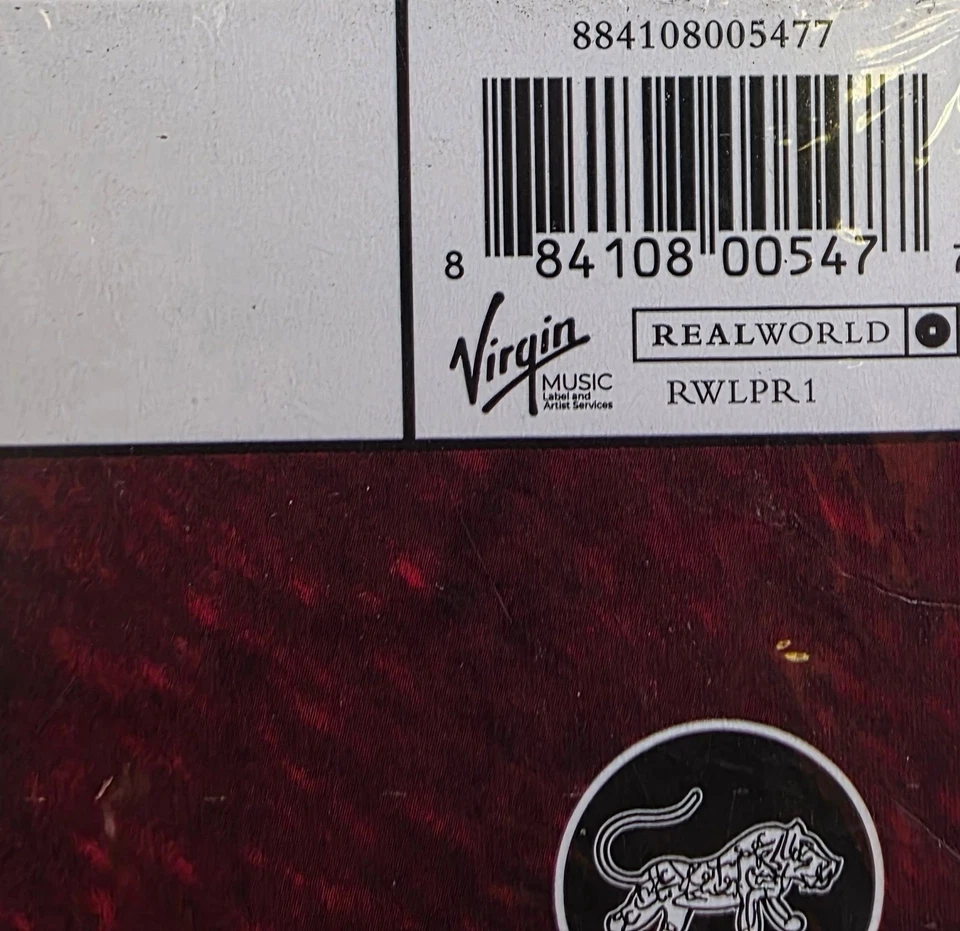 884108005477
8 84108 00547 7
Virgin
MUSIC
Label and
Artist Services
REALWORLD
RWLPR1